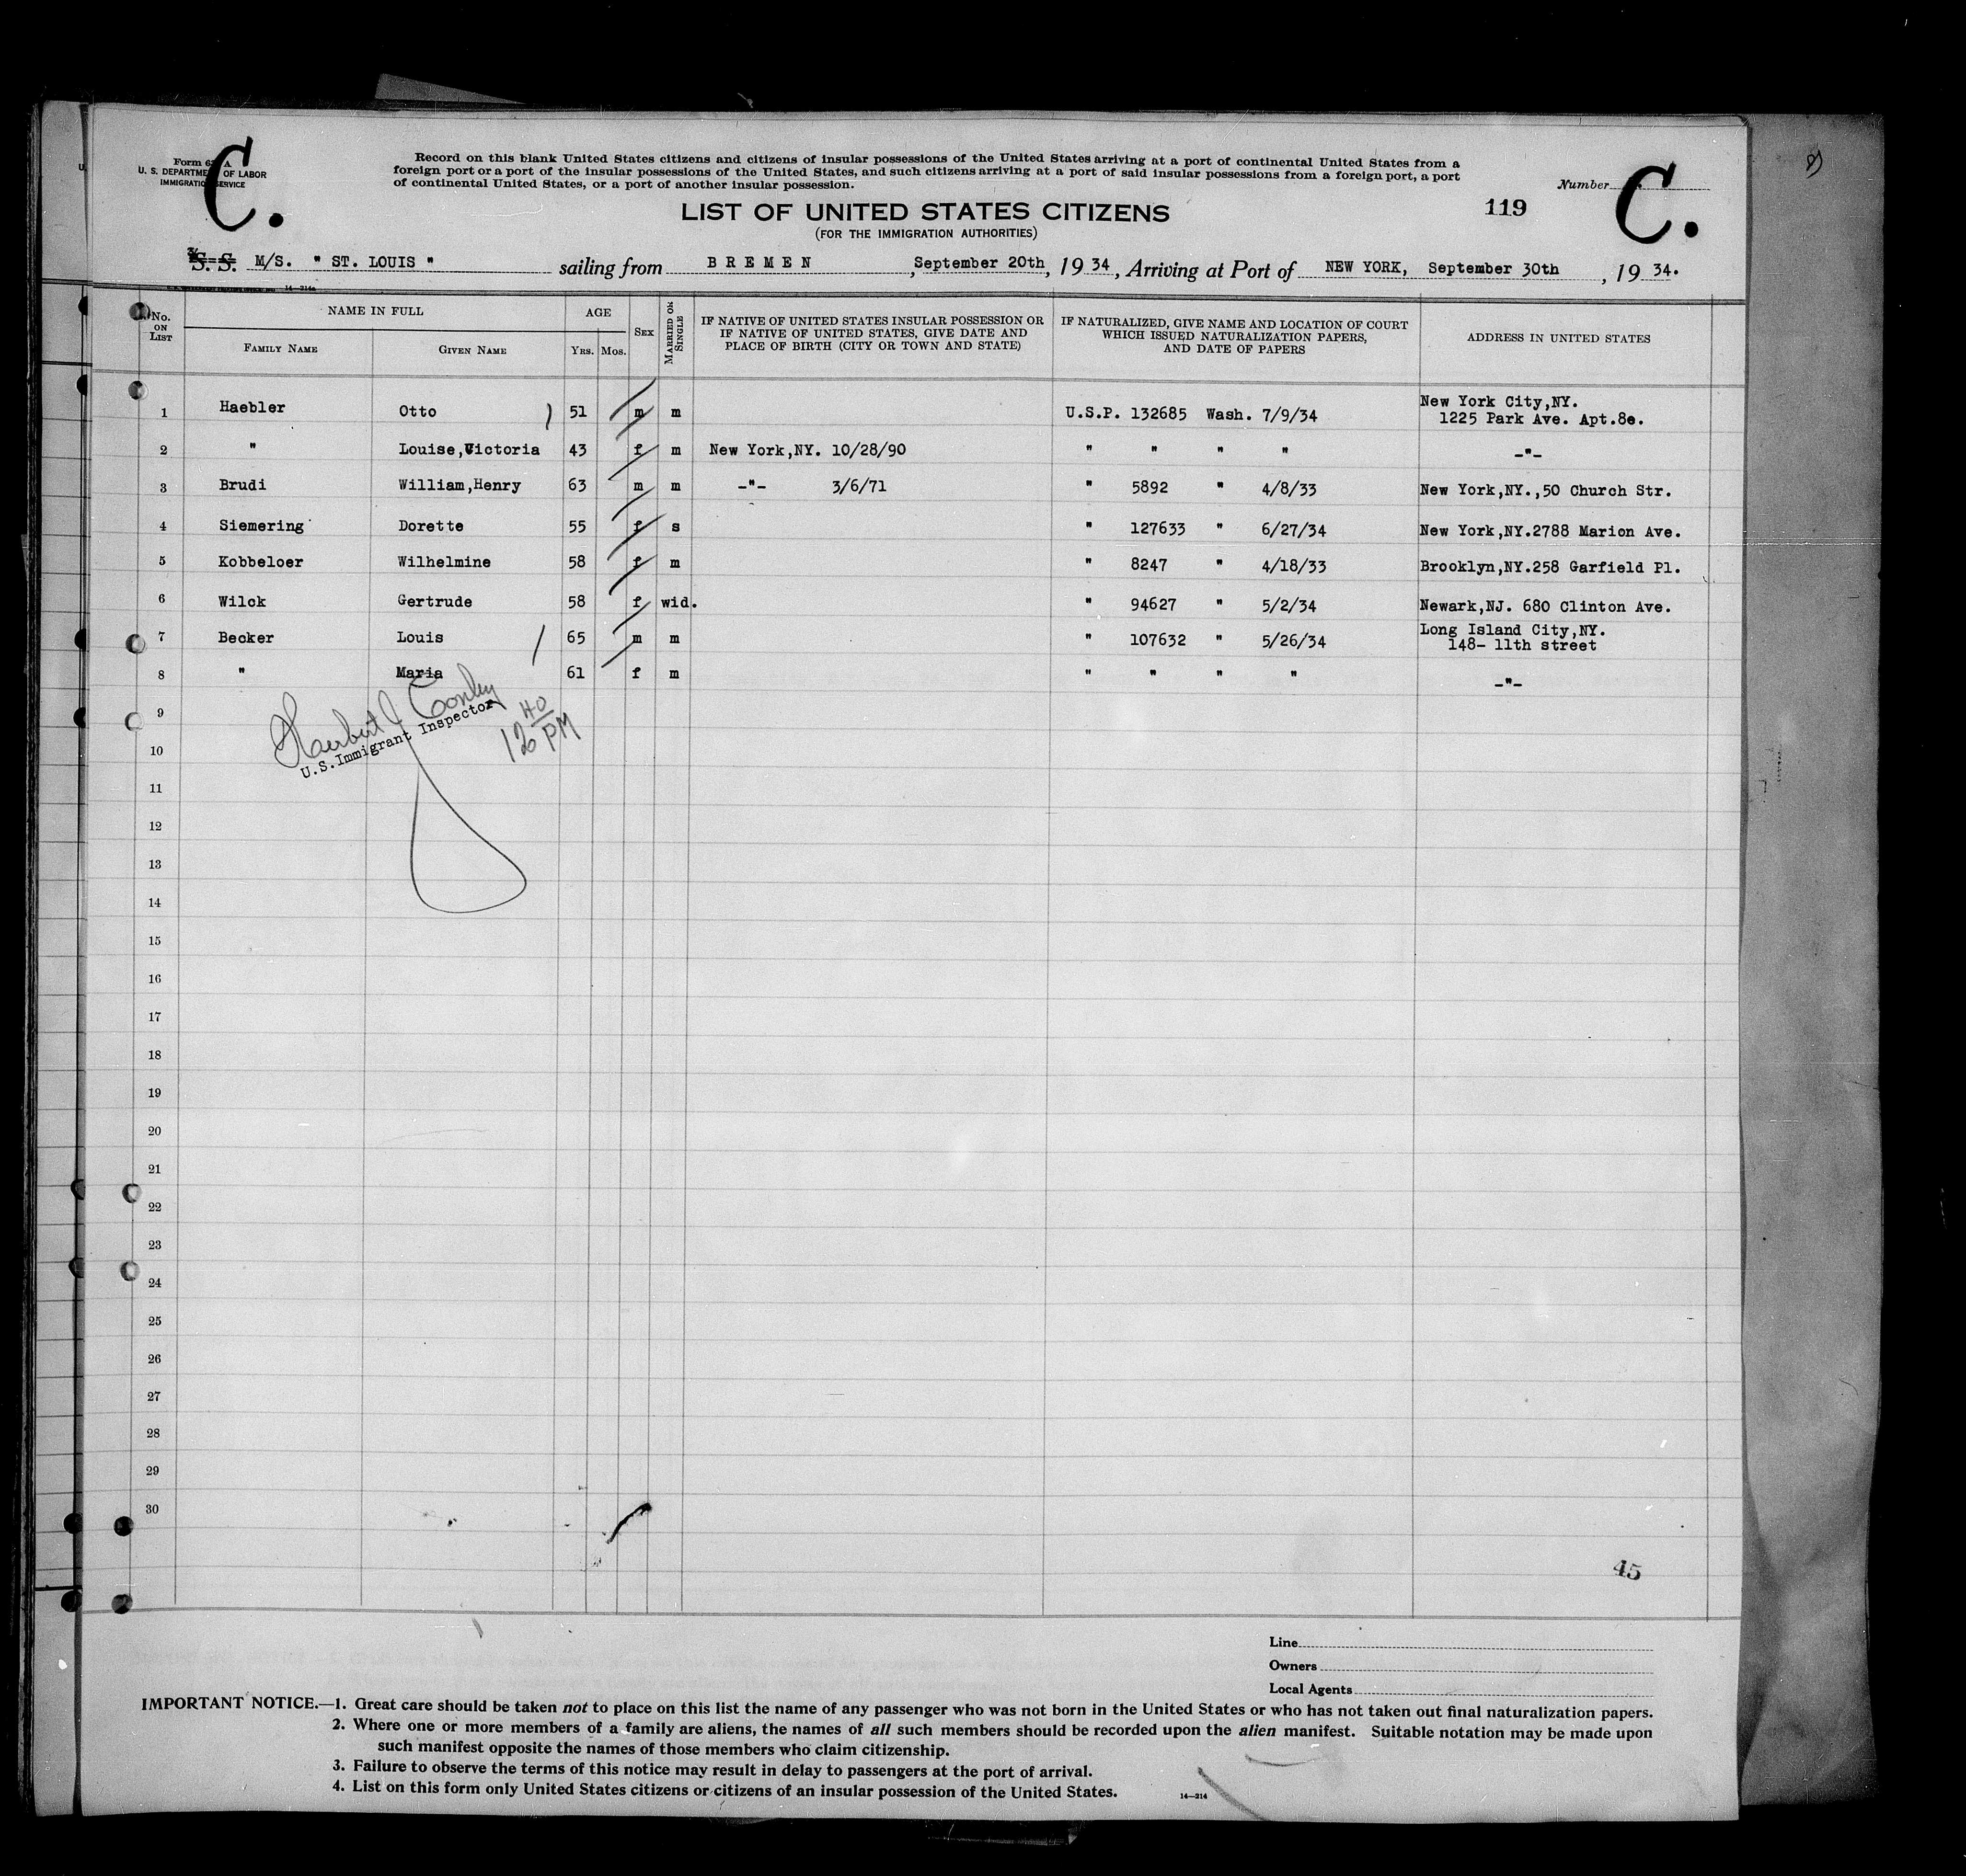 C.
Form 630 A
U. S. DEPARTMENT OF LABOR
IMMIGRATION SERVICE
Record on this blank United States citizens and citizens of insular possessions of the United States arriving at a port of continental United States from a
foreign port or a port of the insular possessions of the United States, and such citizens arriving at a port of said insular possessions from a foreign port, a port
of continental United States, or a port of another insular possession.
Number
C.
LIST OF UNITED STATES CITIZENS
119
(FOR THE IMMIGRATION AUTHORITIES)
S. S. M/S. " ST. LOUIS " sailing from B R E M E N , September 20th, 19 34, Arriving at Port of NEW YORK, September 30th , 19 34.
No. ON LIST
NAME IN FULL
FAMILY NAME
GIVEN NAME
AGE
YRS. MOS.
SEX
MARRIED OR SINGLE
IF NATIVE OF UNITED STATES INSULAR POSSESSION OR
IF NATIVE OF UNITED STATES, GIVE DATE AND
PLACE OF BIRTH (CITY OR TOWN AND STATE)
IF NATURALIZED, GIVE NAME AND LOCATION OF COURT
WHICH ISSUED NATURALIZATION PAPERS,
AND DATE OF PAPERS
ADDRESS IN UNITED STATES
1 Haebler Otto 51 m m U.S.P. 132685 Wash. 7/9/34 New York City,NY.
1225 Park Ave. Apt.8e.
2 " Louise,Victoria 43 f m New York,NY. 10/28/90 " " " " -"-
3 Brudi William,Henry 63 m m -"- 3/6/71 " 5892 " 4/8/33 New York,NY.,50 Church Str.
4 Siemering Dorette 55 f s " 127633 " 6/27/34 New York,NY.2788 Marion Ave.
5 Kobbeloer Wilhelmine 58 f m " 8247 " 4/18/33 Brooklyn,NY.258 Garfield Pl.
6 Wilck Gertrude 58 f wid. " 94627 " 5/2/34 Newark,NJ. 680 Clinton Ave.
7 Becker Louis 65 m m " 107632 " 5/26/34 Long Island City,NY.
148- 11th street
8 " Maria 61 f m " " " " -"-
Herbert J Conley
U.S.Immigrant Inspector
12 40 PM
9
10
11
12
13
14
15
16
17
18
19
20
21
22
23
24
25
26
27
28
29
30
45
Line
Owners
Local Agents
IMPORTANT NOTICE.—1. Great care should be taken not to place on this list the name of any passenger who was not born in the United States or who has not taken out final naturalization papers.
2. Where one or more members of a family are aliens, the names of all such members should be recorded upon the alien manifest. Suitable notation may be made upon
such manifest opposite the names of those members who claim citizenship.
3. Failure to observe the terms of this notice may result in delay to passengers at the port of arrival.
4. List on this form only United States citizens or citizens of an insular possession of the United States.
14—214